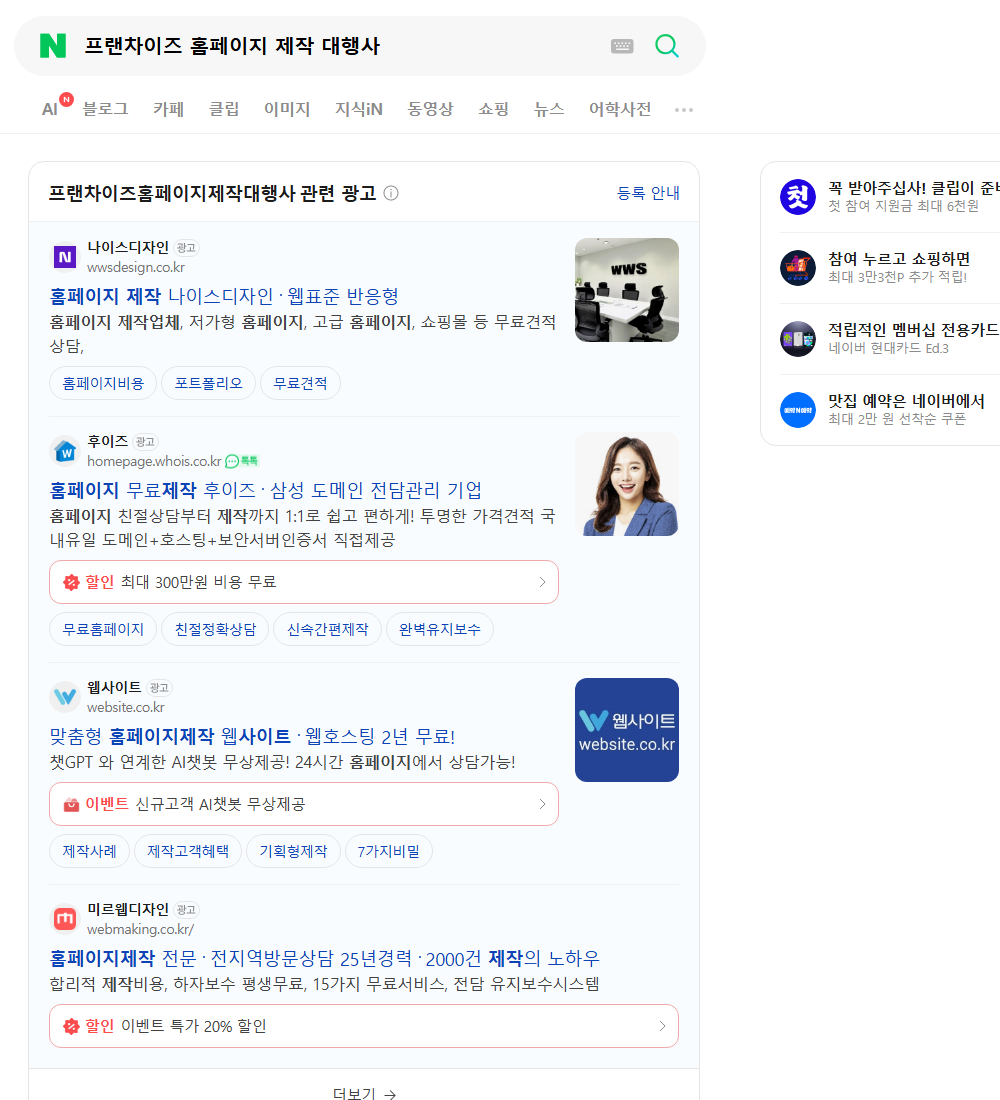 프랜차이즈 홈페이지 제작 대행사
AI N 블로그 카페 클립 이미지 지식iN 동영상 쇼핑 뉴스 어학사전
프랜차이즈홈페이지제작대행사 관련 광고
등록 안내
나이스디자인 광고
wwsdesign.co.kr
홈페이지 제작 나이스디자인 · 웹표준 반응형
홈페이지 제작업체, 저가형 홈페이지, 고급 홈페이지, 쇼핑몰 등 무료견적
상담,
WWS
홈페이지비용 포트폴리오 무료견적
후이즈 광고
homepage.whois.co.kr 톡톡
홈페이지 무료제작 후이즈 · 삼성 도메인 전담관리 기업
홈페이지 친절상담부터 제작까지 1:1로 쉽고 편하게! 투명한 가격견적 국
내유일 도메인+호스팅+보안서버인증서 직접제공
할인 최대 300만원 비용 무료
무료홈페이지 친절정확상담 신속간편제작 완벽유지보수
웹사이트 광고
website.co.kr
맞춤형 홈페이지제작 웹사이트 · 웹호스팅 2년 무료!
챗GPT 와 연계한 AI챗봇 무상제공! 24시간 홈페이지에서 상담가능!
웹사이트
website.co.kr
이벤트 신규고객 AI챗봇 무상제공
제작사례 제작고객혜택 기획형제작 7가지비밀
미르웹디자인 광고
webmaking.co.kr/
홈페이지제작 전문 · 전지역방문상담 25년경력 · 2000건 제작의 노하우
합리적 제작비용, 하자보수 평생무료, 15가지 무료서비스, 전담 유지보수시스템
할인 이벤트 특가 20% 할인
더보기
첫
꼭 받아주십사! 클립이 준비
첫 참여 지원금 최대 6천원
참여 누르고 쇼핑하면
최대 3만3천P 추가 적립!
적립적인 멤버십 전용카드
네이버 현대카드 Ed.3
맛집 예약은 네이버에서
최대 2만 원 선착순 쿠폰